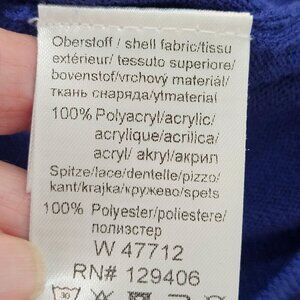 Oberstoff / shell fabric/tissu
extérieur/ tessuto superiore/
bovenstof/vrchový materiál/
ткань снаряда/ytmaterial
100% Polyacryl/acrylic/
acrylique/acrilica/
acryl/ akryl/акрил
Spitze/lace/dentelle/pizzo/
kant/krajka/кружево/spets
100% Polyester/poliestere/
полиэстер
W 47712
RN# 129406
30